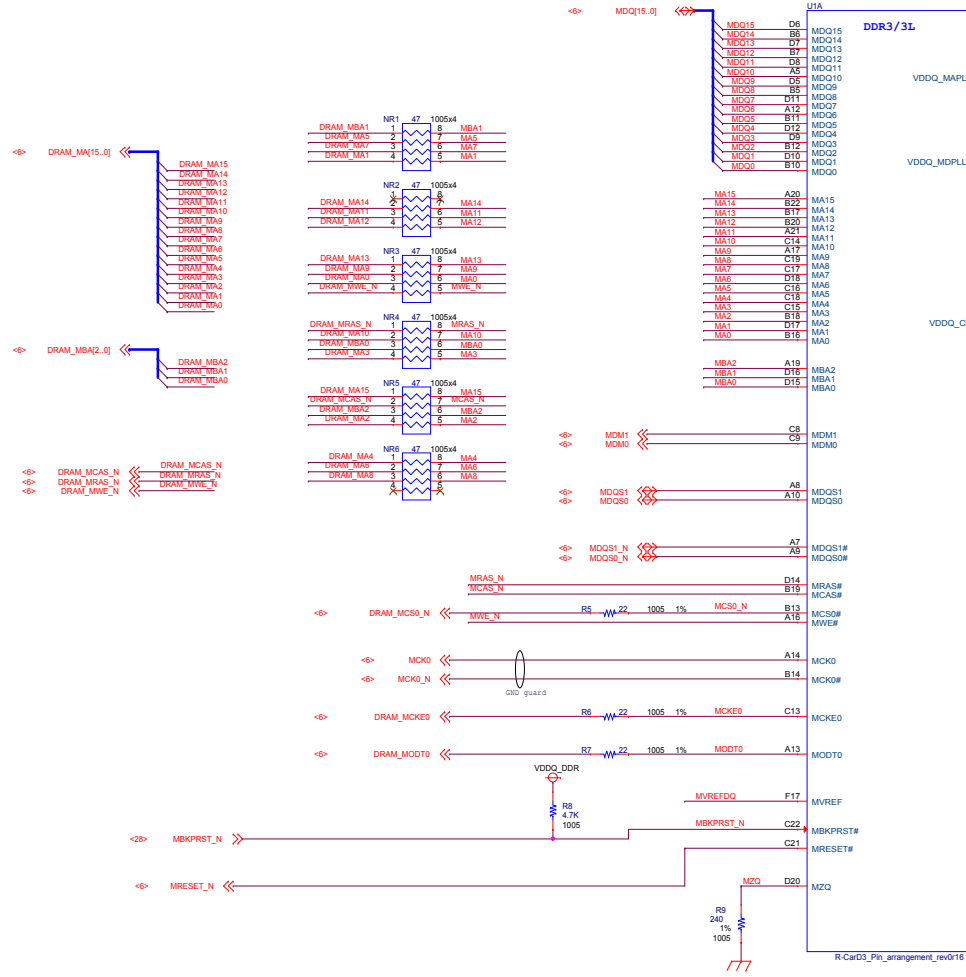 <6> MDQ[15..0]
U1A
DDR3/3L
MDQ15 D6 MDQ15
MDQ14 B6 MDQ14
MDQ13 D7 MDQ13
MDQ12 B7 MDQ12
MDQ11 D8 MDQ11
MDQ10 A5 MDQ10
MDQ9 D5 MDQ9
MDQ8 B5 MDQ8
MDQ7 D11 MDQ7
MDQ6 A12 MDQ6
MDQ5 B11 MDQ5
MDQ4 D12 MDQ4
MDQ3 D9 MDQ3
MDQ2 B12 MDQ2
MDQ1 D10 MDQ1
MDQ0 B10 MDQ0
VDDQ_MAPL
VDDQ_MDPLL
VDDQ_C
<6> DRAM_MA[15..0]
DRAM_MA15
DRAM_MA14
DRAM_MA13
DRAM_MA12
DRAM_MA11
DRAM_MA10
DRAM_MA9
DRAM_MA8
DRAM_MA7
DRAM_MA6
DRAM_MA5
DRAM_MA4
DRAM_MA3
DRAM_MA2
DRAM_MA1
DRAM_MA0
<6> DRAM_MBA[2..0]
DRAM_MBA2
DRAM_MBA1
DRAM_MBA0
<6> DRAM_MCAS_N DRAM_MCAS_N
<6> DRAM_MRAS_N DRAM_MRAS_N
<6> DRAM_MWE_N DRAM_MWE_N
NR1 47 1005x4
DRAM_MBA1 1 8 MBA1
DRAM_MA5 2 7 MA5
DRAM_MA7 3 6 MA7
DRAM_MA1 4 5 MA1
NR2 47 1005x4
1 8
DRAM_MA14 2 7 MA14
DRAM_MA11 3 6 MA11
DRAM_MA12 4 5 MA12
NR3 47 1005x4
DRAM_MA13 1 8 MA13
DRAM_MA9 2 7 MA9
DRAM_MA0 3 6 MA0
DRAM_MWE_N 4 5 MWE_N
NR4 47 1005x4
DRAM_MRAS_N 1 8 MRAS_N
DRAM_MA10 2 7 MA10
DRAM_MBA0 3 6 MBA0
DRAM_MA3 4 5 MA3
NR5 47 1005x4
DRAM_MA15 1 8 MA15
DRAM_MCAS_N 2 7 MCAS_N
DRAM_MBA2 3 6 MBA2
DRAM_MA2 4 5 MA2
NR6 47 1005x4
DRAM_MA4 1 8 MA4
DRAM_MA6 2 7 MA6
DRAM_MA8 3 6 MA8
4 5
MA15 A20 MA15
MA14 B22 MA14
MA13 B17 MA13
MA12 B20 MA12
MA11 A21 MA11
MA10 C14 MA10
MA9 A17 MA9
MA8 C19 MA8
MA7 C17 MA7
MA6 D18 MA6
MA5 C16 MA5
MA4 C18 MA4
MA3 C15 MA3
MA2 B18 MA2
MA1 D17 MA1
MA0 B16 MA0
MBA2 A19 MBA2
MBA1 D16 MBA1
MBA0 D15 MBA0
<6> MDM1 C8 MDM1
<6> MDM0 C9 MDM0
<6> MDQS1 A8 MDQS1
<6> MDQS0 A10 MDQS0
<6> MDQS1_N A7 MDQS1#
<6> MDQS0_N A9 MDQS0#
MRAS_N D14 MRAS#
MCAS_N B19 MCAS#
<6> DRAM_MCS0_N R5 22 1005 1% MCS0_N B13 MCS0#
MWE_N A16 MWE#
<6> MCK0 A14 MCK0
<6> MCK0_N B14 MCK0#
GND guard
<6> DRAM_MCKE0 R6 22 1005 1% MCKE0 C13 MCKE0
<6> DRAM_MODT0 R7 22 1005 1% MODT0 A13 MODT0
VDDQ_DDR
R8
4.7K
1005
MVREFDQ F17 MVREF
<28> MBKPRST_N MBKPRST_N C22 MBKPRST#
C21 MRESET#
<6> MRESET_N
MZQ D20 MZQ
R9
240
1%
1005
R-CarD3_Pin_arrangement_rev0r16